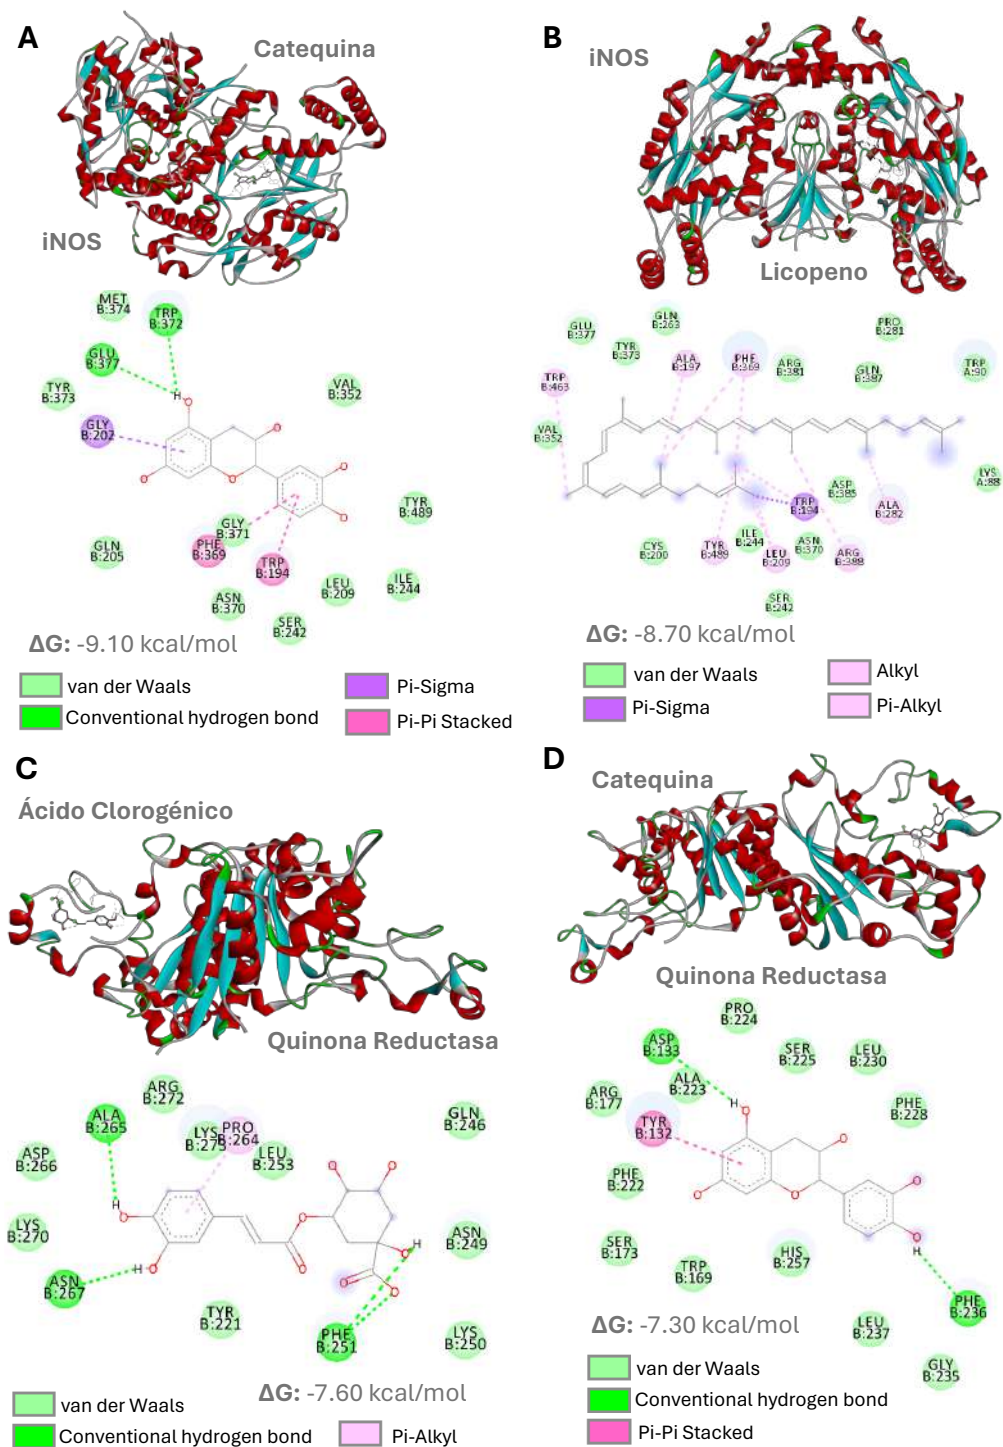 A
Catequina
iNOS
MET
B:374
TRP
B:372
GLU
B:377
TYR
B:373
VAL
B:352
GLY
B:202
H
O
O
O
O
O
O
TYR
B:489
GLY
B:371
PHE
B:369
TRP
B:194
GLN
B:205
LEU
B:209
ILE
B:244
ASN
B:370
SER
B:242
ΔG: -9.10 kcal/mol
van der Waals
Conventional hydrogen bond
Pi-Sigma
Pi-Pi Stacked
B
iNOS
Licopeno
GLU
B:377
GLN
B:263
TYR
B:373
PRO
B:281
TRP
B:463
ALA
B:197
PHE
B:369
ARG
B:381
GLN
B:387
TRP
A:90
VAL
B:352
LYS
A:88
ASP
B:385
TRP
B:194
ALA
B:282
CYS
B:200
TYR
B:489
ILE
B:244
LEU
B:209
ASN
B:370
ARG
B:388
SER
B:242
ΔG: -8.70 kcal/mol
van der Waals
Pi-Sigma
Alkyl
Pi-Alkyl
C
Ácido Clorogénico
Quinona Reductasa
ARG
B:272
ALA
B:265
LYS
B:273
PRO
B:264
LEU
B:253
GLN
B:246
ASP
B:266
LYS
B:270
H
O
H
O
O
O
O
O
O
H
O
O
ASN
B:249
ASN
B:267
TYR
B:221
PHE
B:251
LYS
B:250
ΔG: -7.60 kcal/mol
van der Waals
Conventional hydrogen bond
Pi-Alkyl
D
Catequina
Quinona Reductasa
PRO
B:224
ASP
B:133
SER
B:225
LEU
B:230
ARG
B:177
ALA
B:223
PHE
B:228
TYR
B:132
H
O
O
O
O
O
O
H
PHE
B:222
SER
B:173
TRP
B:169
HIS
B:257
PHE
B:236
LEU
B:237
GLY
B:235
ΔG: -7.30 kcal/mol
van der Waals
Conventional hydrogen bond
Pi-Pi Stacked